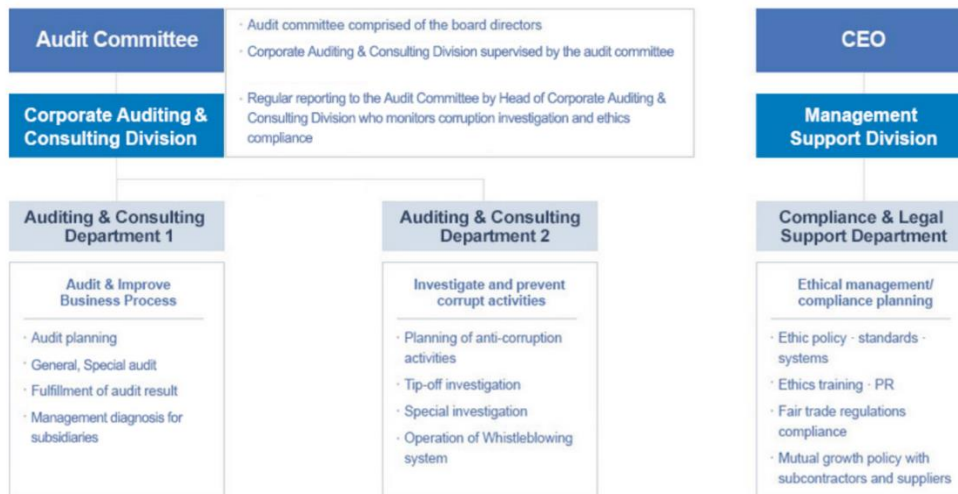 Audit Committee
· Audit committee comprised of the board directors
· Corporate Auditing & Consulting Division supervised by the audit committee
· Regular reporting to the Audit Committee by Head of Corporate Auditing &
Consulting Division who monitors corruption investigation and ethics
compliance
Corporate Auditing &
Consulting Division
CEO
Management
Support Division
Auditing & Consulting
Department 1
Audit & Improve
Business Process
· Audit planning
· General, Special audit
· Fulfillment of audit result
· Management diagnosis for
subsidiaries
Auditing & Consulting
Department 2
Investigate and prevent
corrupt activities
· Planning of anti-corruption
activities
· Tip-off investigation
· Special investigation
· Operation of Whistleblowing
system
Compliance & Legal
Support Department
Ethical management/
compliance planning
· Ethic policy · standards ·
systems
· Ethics training · PR
· Fair trade regulations
compliance
· Mutual growth policy with
subcontractors and suppliers